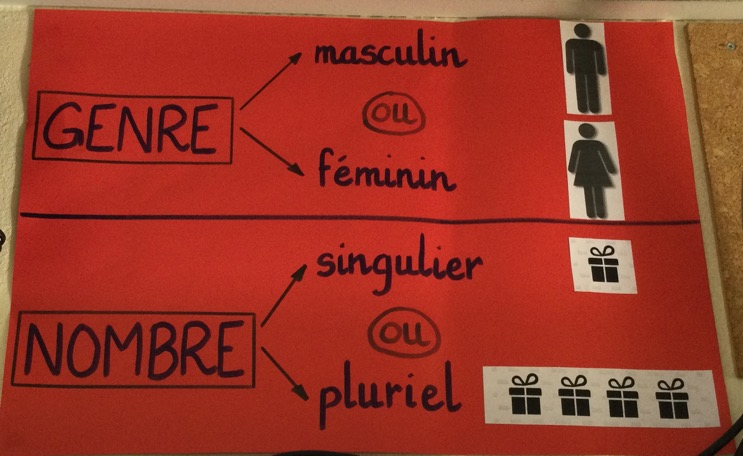 masculin
GENRE
ou
féminin
singulier
NOMBRE
ou
pluriel